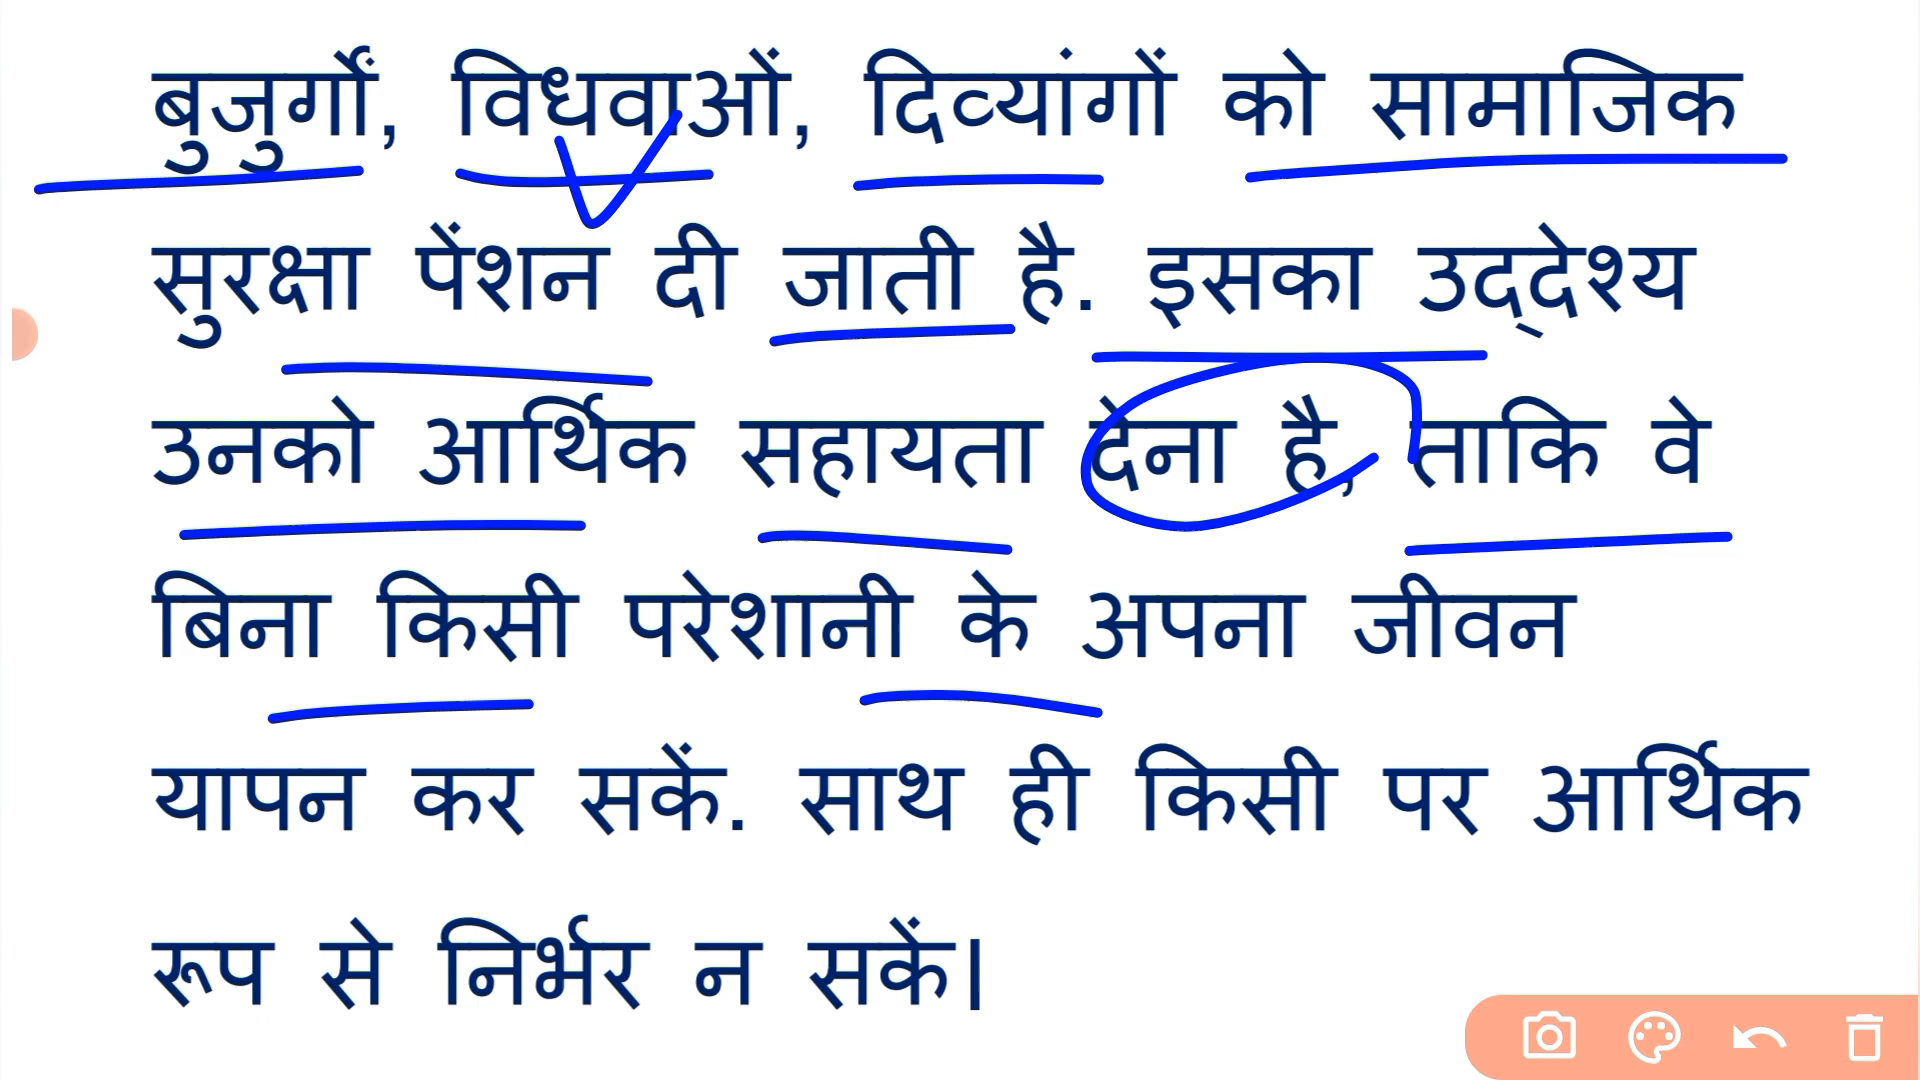 बुजुर्गों, विधवाओं, दिव्यांगों को सामाजिक
सुरक्षा पेंशन दी जाती है. इसका उद्‌देश्य
उनको आर्थिक सहायता देना है, ताकि वे
बिना किसी परेशानी के अपना जीवन
यापन कर सकें. साथ ही किसी पर आर्थिक
रूप से निर्भर न सकें।